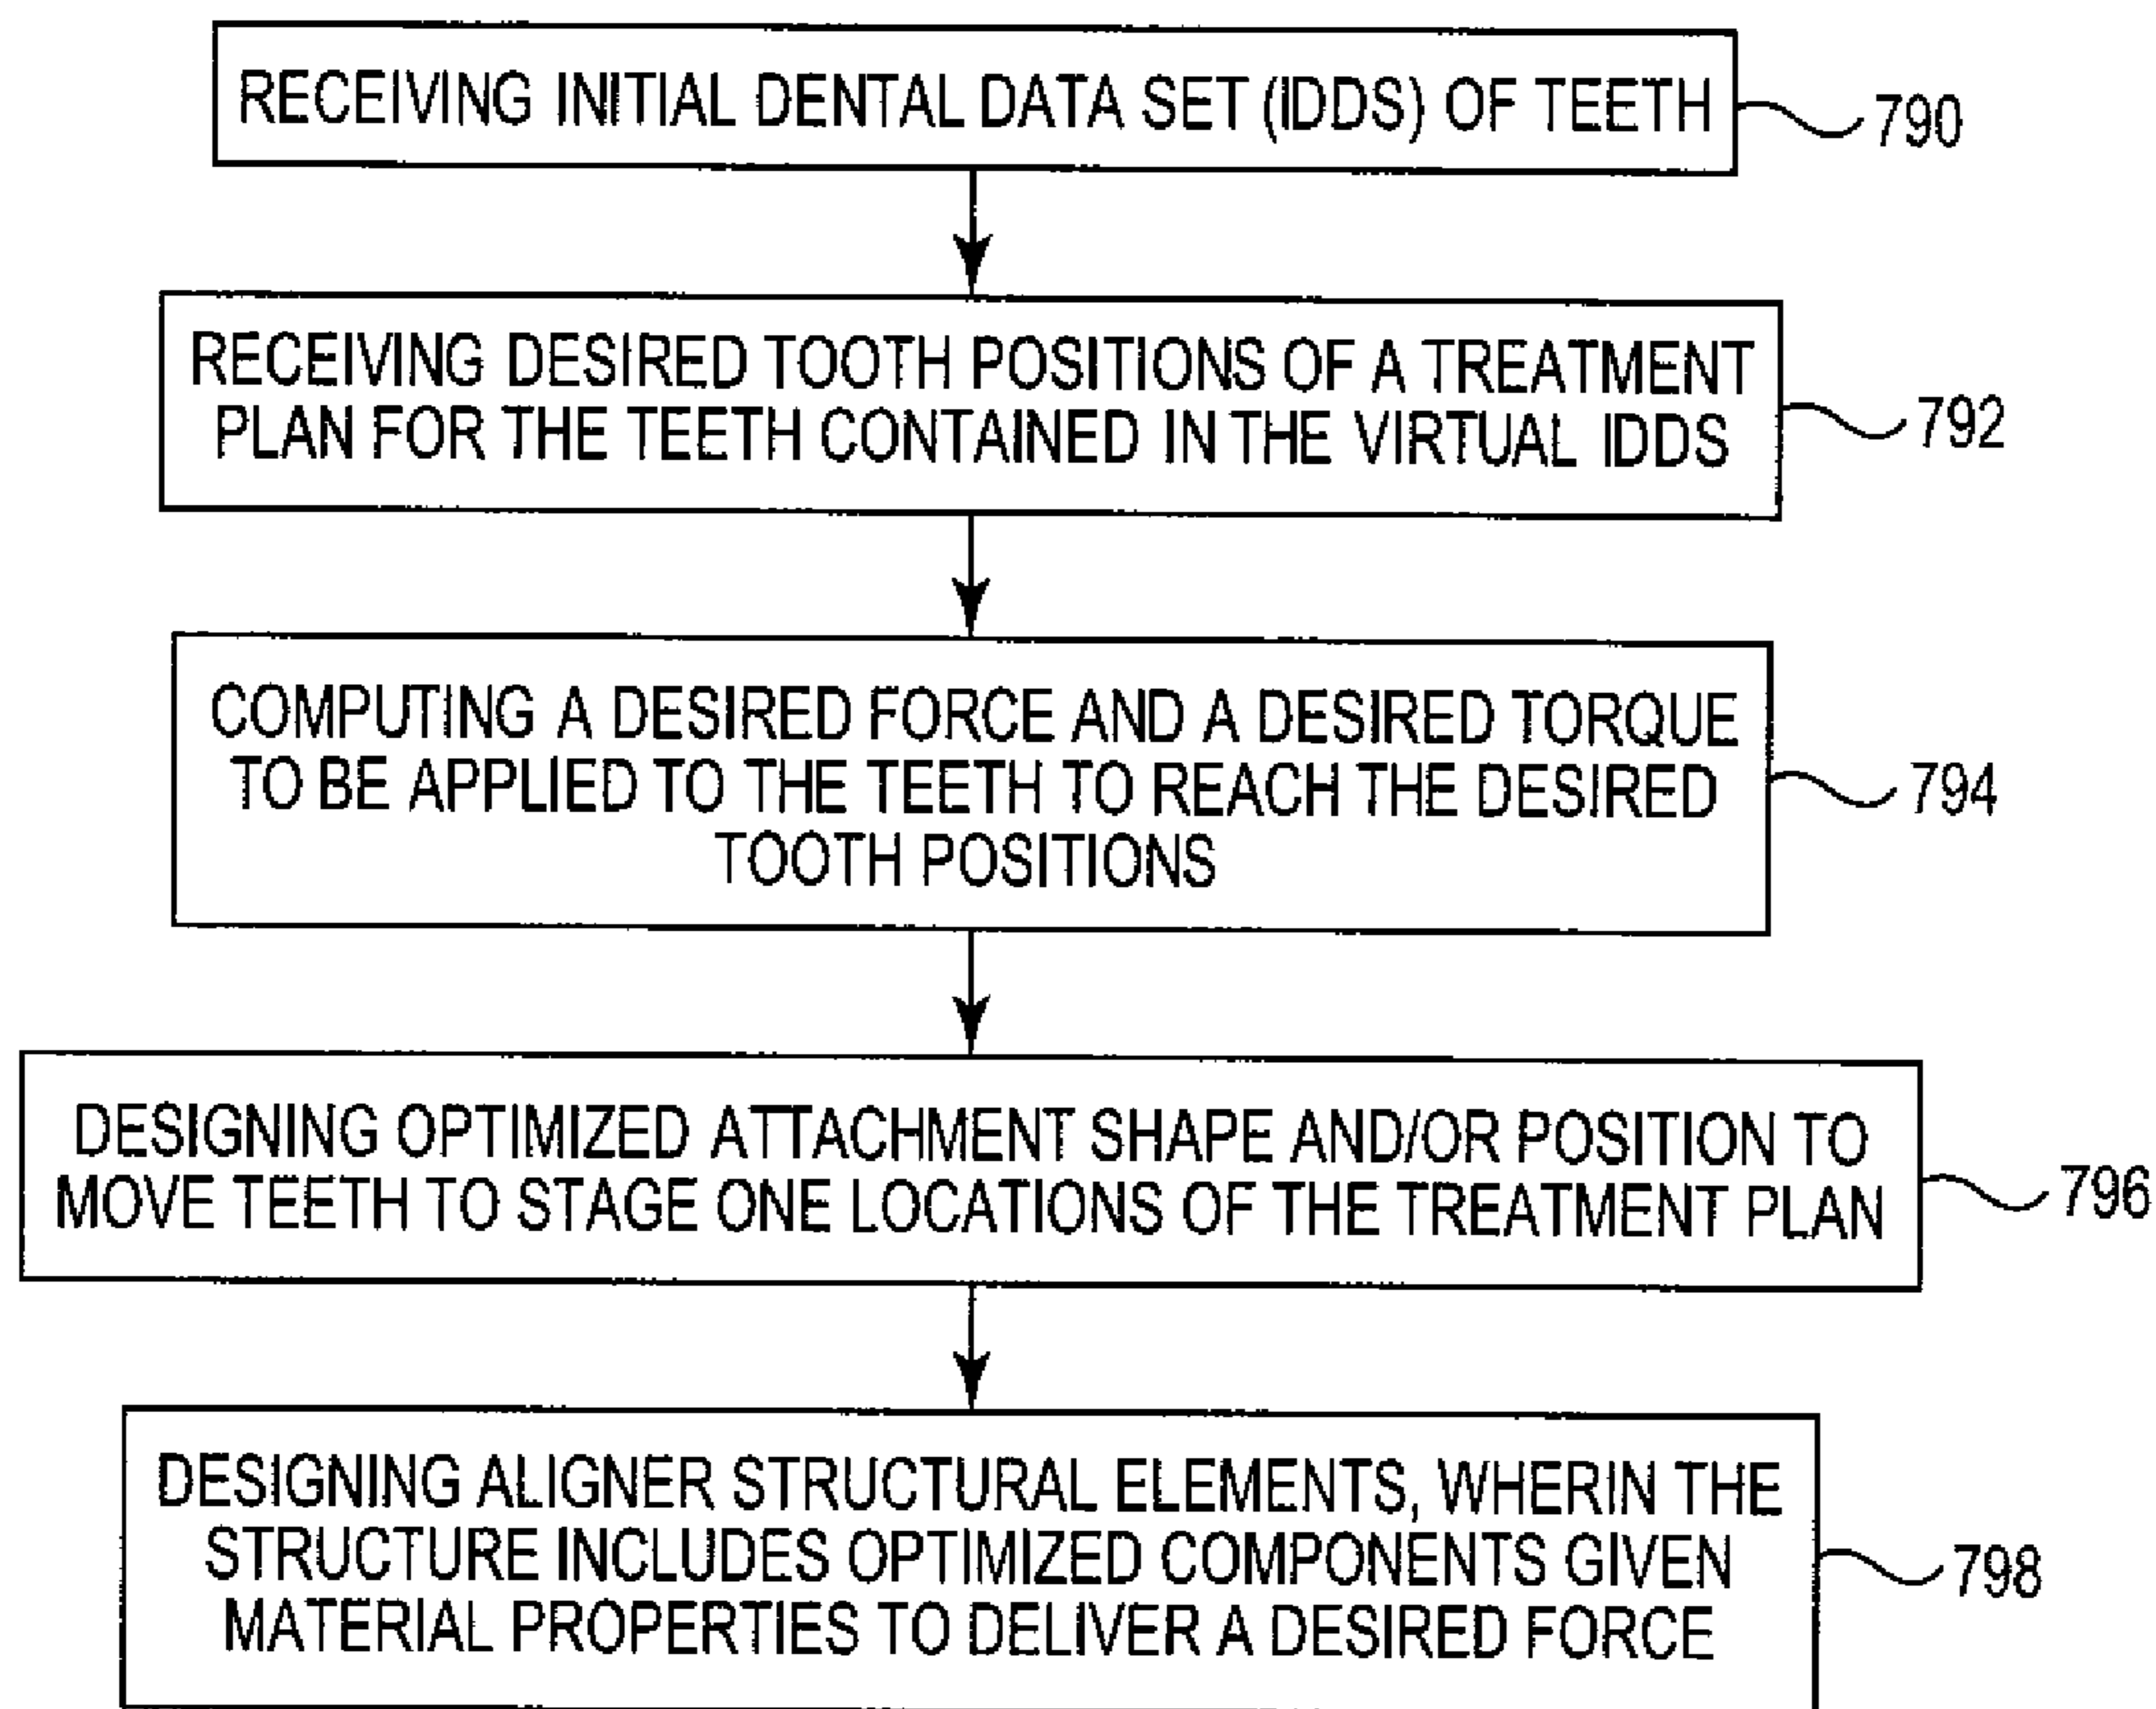 RECEIVING INITIAL DENTAL DATA SET (IDDS) OF TEETH
790
RECEIVING DESIRED TOOTH POSITIONS OF A TREATMENT
PLAN FOR THE TEETH CONTAINED IN THE VIRTUAL IDDS
792
COMPUTING A DESIRED FORCE AND A DESIRED TORQUE
TO BE APPLIED TO THE TEETH TO REACH THE DESIRED
TOOTH POSITIONS
794
DESIGNING OPTIMIZED ATTACHMENT SHAPE AND/OR POSITION TO
MOVE TEETH TO STAGE ONE LOCATIONS OF THE TREATMENT PLAN
796
DESIGNING ALIGNER STRUCTURAL ELEMENTS, WHERIN THE
STRUCTURE INCLUDES OPTIMIZED COMPONENTS GIVEN
MATERIAL PROPERTIES TO DELIVER A DESIRED FORCE
798